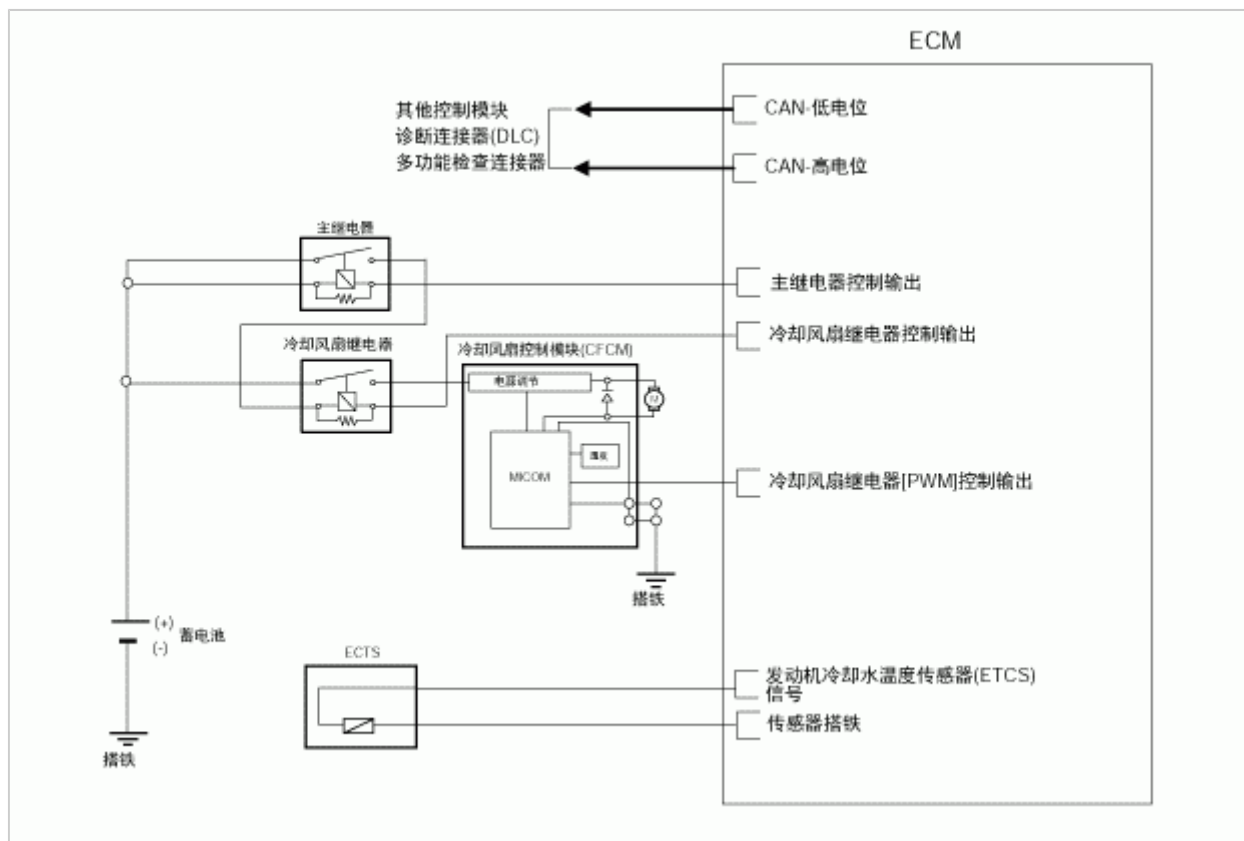 ECM
其他控制模块
诊断连接器(DLC)
多功能检查连接器
CAN-低电位
CAN-高电位
主继电器
主继电器控制输出
冷却风扇继电器控制输出
冷却风扇继电器
冷却风扇控制模块(CFCM)
电源调节
M
MICOM
冷却风扇继电器[PWM]控制输出
搭铁
(+)
(-)
蓄电池
搭铁
ECTS
发动机冷却水温度传感器(ETCS)
信号
传感器搭铁